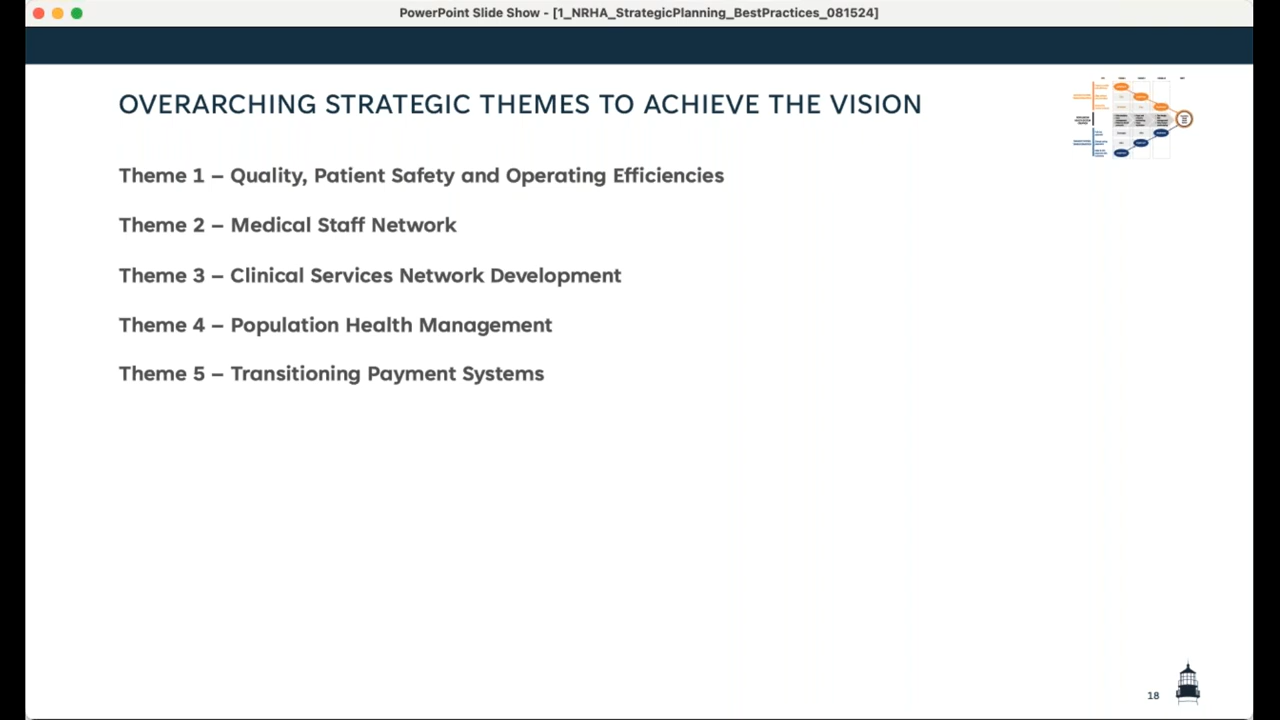 PowerPoint Slide Show - [1_NRHA_StrategicPlanning_BestPractices_081524]
OVERARCHING STRATEGIC THEMES TO ACHIEVE THE VISION
Theme 1 – Quality, Patient Safety and Operating Efficiencies
Theme 2 – Medical Staff Network
Theme 3 – Clinical Services Network Development
Theme 4 – Population Health Management
Theme 5 – Transitioning Payment Systems
18